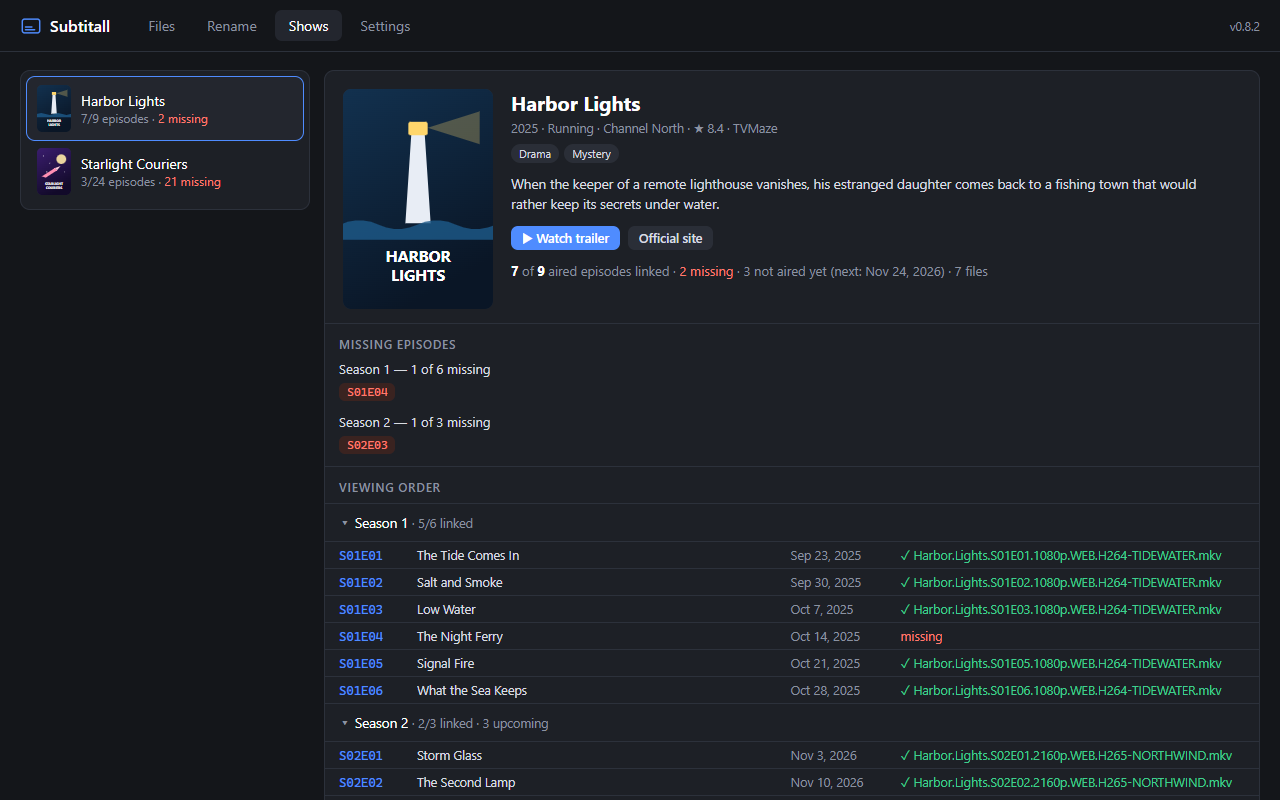 Subtitall Files Rename Shows Settings v0.8.2
Harbor Lights
7/9 episodes · 2 missing
Starlight Couriers
3/24 episodes · 21 missing
HARBOR
LIGHTS
STARLIGHT
COURIERS
HARBOR
LIGHTS
Harbor Lights
2025 · Running · Channel North · ★ 8.4 · TVMaze
Drama Mystery
When the keeper of a remote lighthouse vanishes, his estranged daughter comes back to a fishing town that would
rather keep its secrets under water.
▶ Watch trailer Official site
7 of 9 aired episodes linked · 2 missing · 3 not aired yet (next: Nov 24, 2026) · 7 files
MISSING EPISODES
Season 1 — 1 of 6 missing
S01E04
Season 2 — 1 of 3 missing
S02E03
VIEWING ORDER
▾ Season 1 · 5/6 linked
S01E01 The Tide Comes In Sep 23, 2025 ✓ Harbor.Lights.S01E01.1080p.WEB.H264-TIDEWATER.mkv
S01E02 Salt and Smoke Sep 30, 2025 ✓ Harbor.Lights.S01E02.1080p.WEB.H264-TIDEWATER.mkv
S01E03 Low Water Oct 7, 2025 ✓ Harbor.Lights.S01E03.1080p.WEB.H264-TIDEWATER.mkv
S01E04 The Night Ferry Oct 14, 2025 missing
S01E05 Signal Fire Oct 21, 2025 ✓ Harbor.Lights.S01E05.1080p.WEB.H264-TIDEWATER.mkv
S01E06 What the Sea Keeps Oct 28, 2025 ✓ Harbor.Lights.S01E06.1080p.WEB.H264-TIDEWATER.mkv
▾ Season 2 · 2/3 linked · 3 upcoming
S02E01 Storm Glass Nov 3, 2026 ✓ Harbor.Lights.S02E01.2160p.WEB.H265-NORTHWIND.mkv
S02E02 The Second Lamp Nov 10, 2026 ✓ Harbor.Lights.S02E02.2160p.WEB.H265-NORTHWIND.mkv